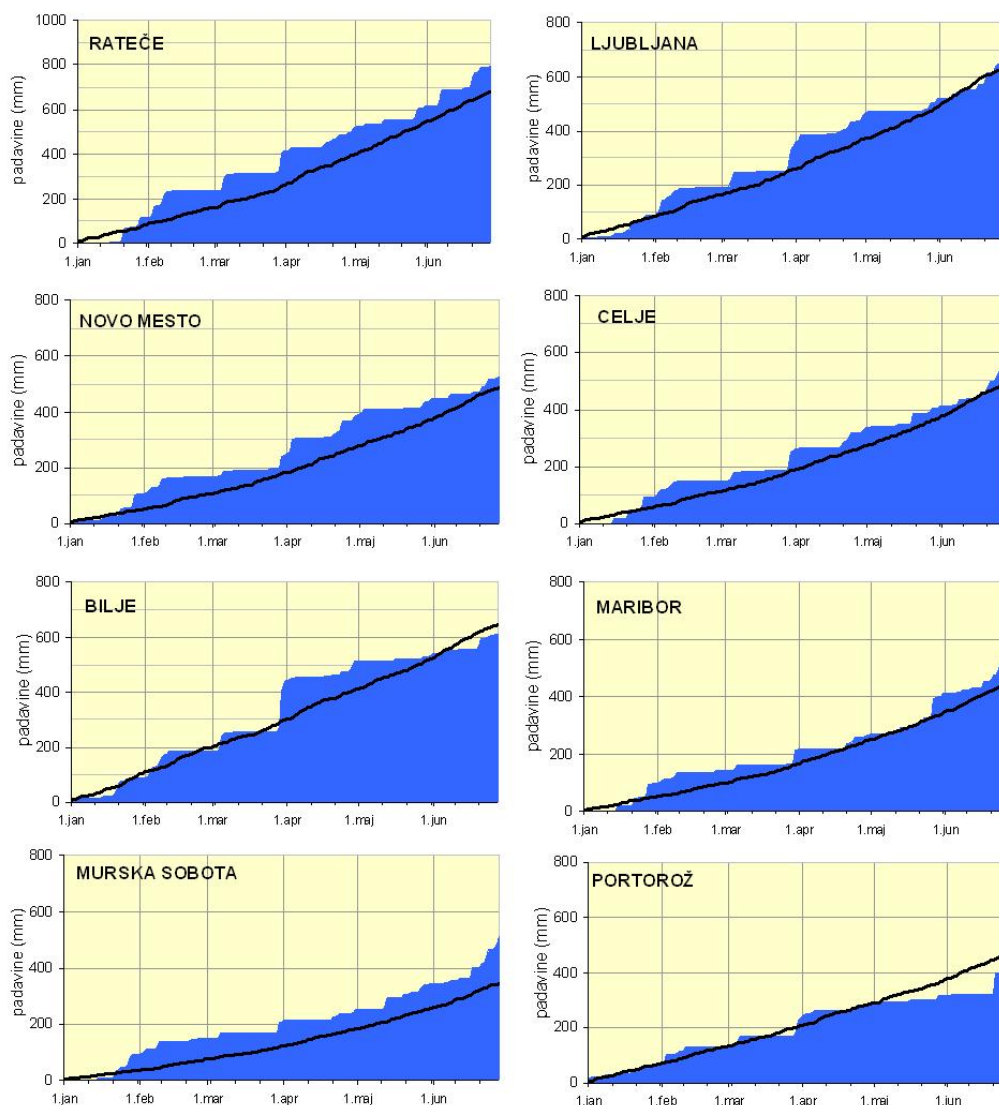 RATEČE
padavine (mm)
1000
800
600
400
200
0
1.jan 1.feb 1.mar 1.apr 1.maj 1.jun
LJUBLJANA
padavine (mm)
800
600
400
200
0
1.jan 1.feb 1.mar 1.apr 1.maj 1.jun
NOVO MESTO
padavine (mm)
800
600
400
200
0
1.jan 1.feb 1.mar 1.apr 1.maj 1.jun
CELJE
padavine (mm)
800
600
400
200
0
1.jan 1.feb 1.mar 1.apr 1.maj 1.jun
BILJE
padavine (mm)
800
600
400
200
0
1.jan 1.feb 1.mar 1.apr 1.maj 1.jun
MARIBOR
padavine (mm)
800
600
400
200
0
1.jan 1.feb 1.mar 1.apr 1.maj 1.jun
MURSKA SOBOTA
padavine (mm)
800
600
400
200
0
1.jan 1.feb 1.mar 1.apr 1.maj 1.jun
PORTOROŽ
padavine (mm)
800
600
400
200
0
1.jan 1.feb 1.mar 1.apr 1.maj 1.jun